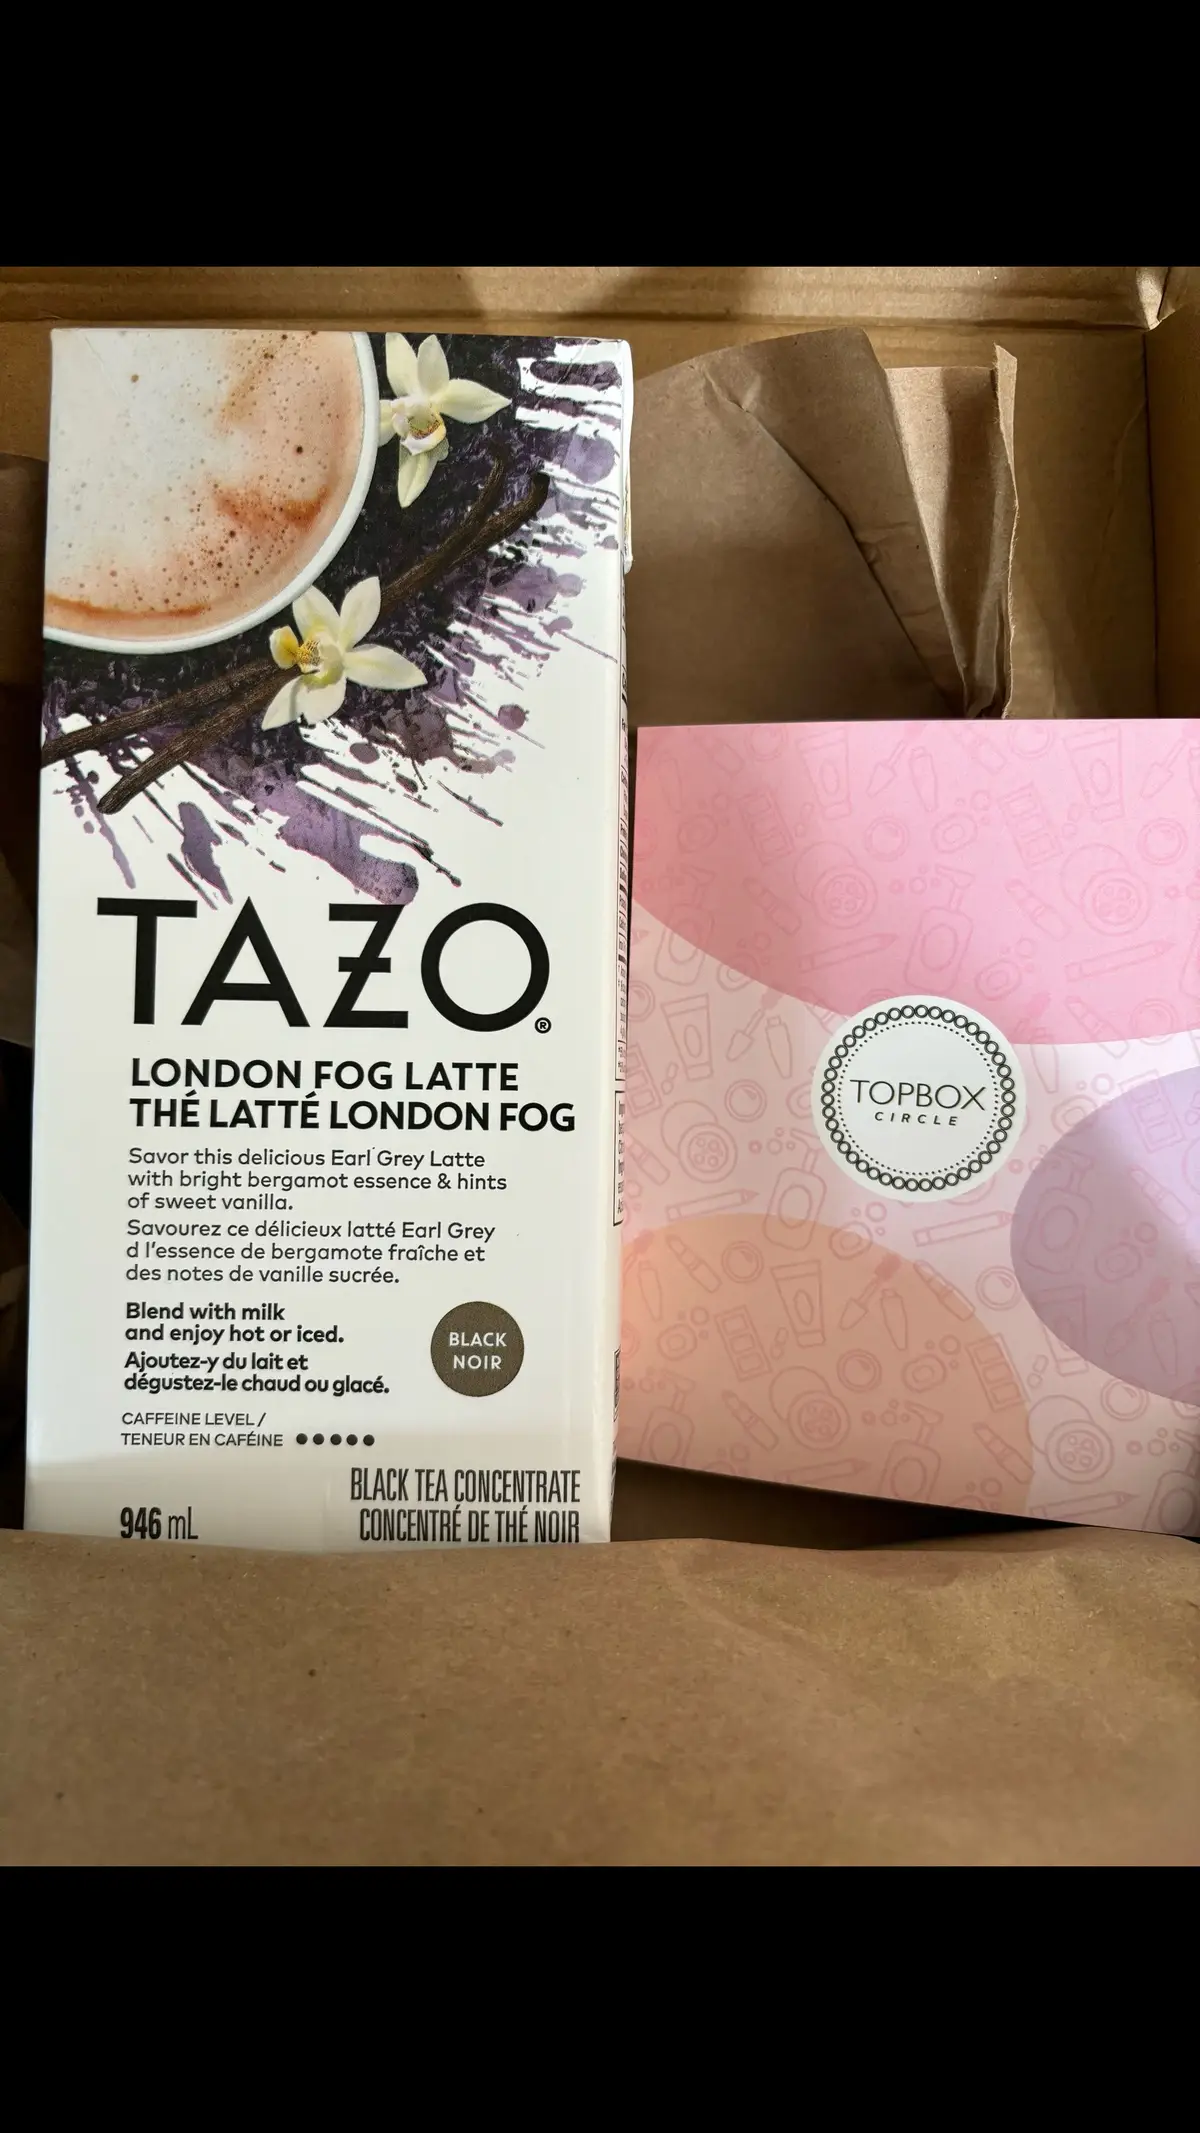 TAZO®
LONDON FOG LATTE
THÉ LATTÉ LONDON FOG
Savor this delicious Earl Grey Latte
with bright bergamot essence & hints
of sweet vanilla.
Savourez ce délicieux latté Earl Grey
d l'essence de bergamote fraîche et
des notes de vanille sucrée.
Blend with milk
and enjoy hot or iced.
Ajoutez-y du lait et
dégustez-le chaud ou glacé.
BLACK
NOIR
CAFFEINE LEVEL /
TENEUR EN CAFÉINE
BLACK TEA CONCENTRATE
CONCENTRÉ DE THÉ NOIR
946 mL
TOPBOX
CIRCLE